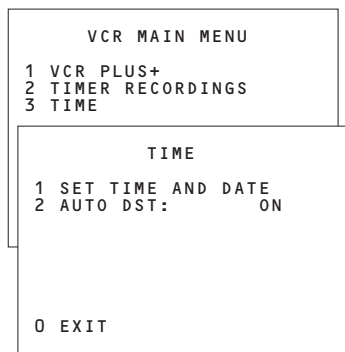 VCR MAIN MENU
1 VCR PLUS+
2 TIMER RECORDINGS
3 TIME
TIME
1 SET TIME AND DATE
2 AUTO DST: ON
0 EXIT